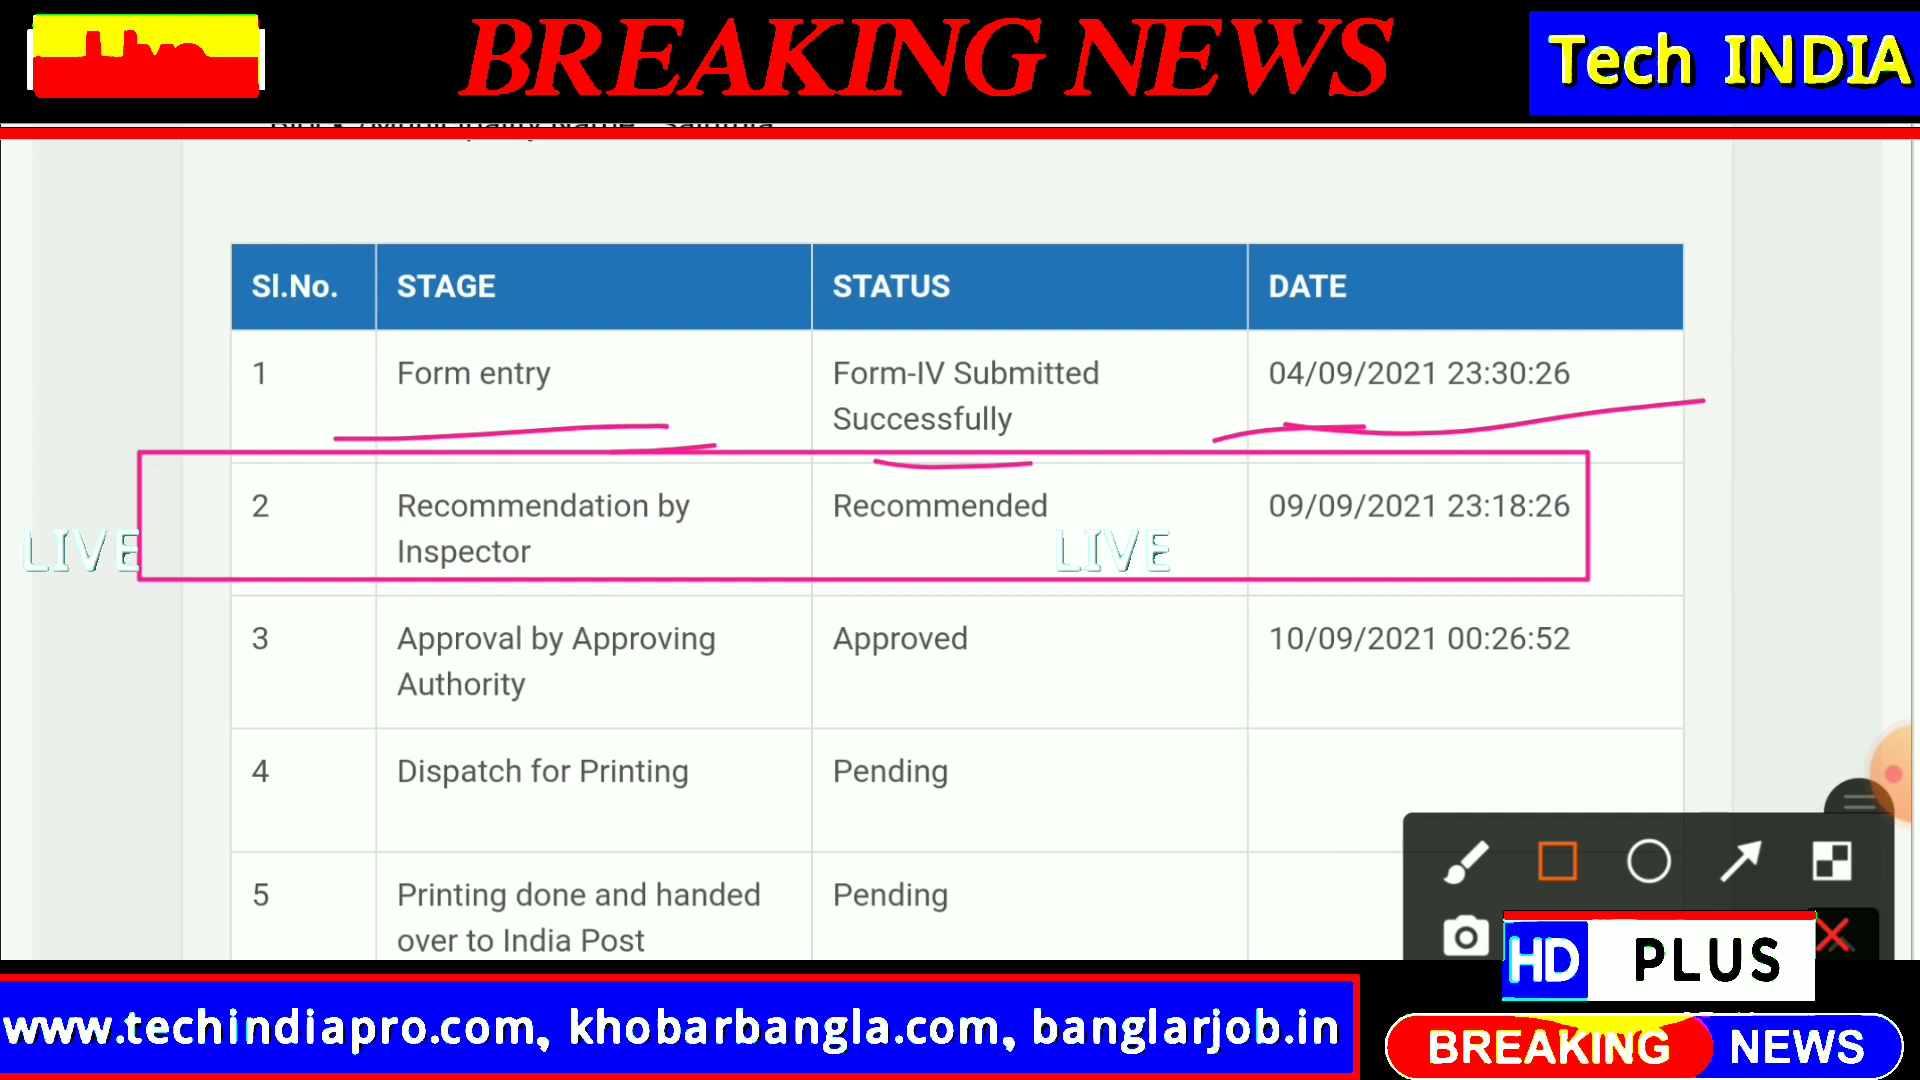 BREAKING NEWS
Tech INDIA
Sl.No. STAGE STATUS DATE
1 Form entry Form-IV Submitted 04/09/2021 23:30:26
Successfully
2 Recommendation by Recommended 09/09/2021 23:18:26
Inspector
LIVE LIVE
3 Approval by Approving Approved 10/09/2021 00:26:52
Authority
4 Dispatch for Printing Pending
5 Printing done and handed Pending
over to India Post
HD PLUS
www.techindiapro.com, khobarbangla.com, banglarjob.in
BREAKING NEWS